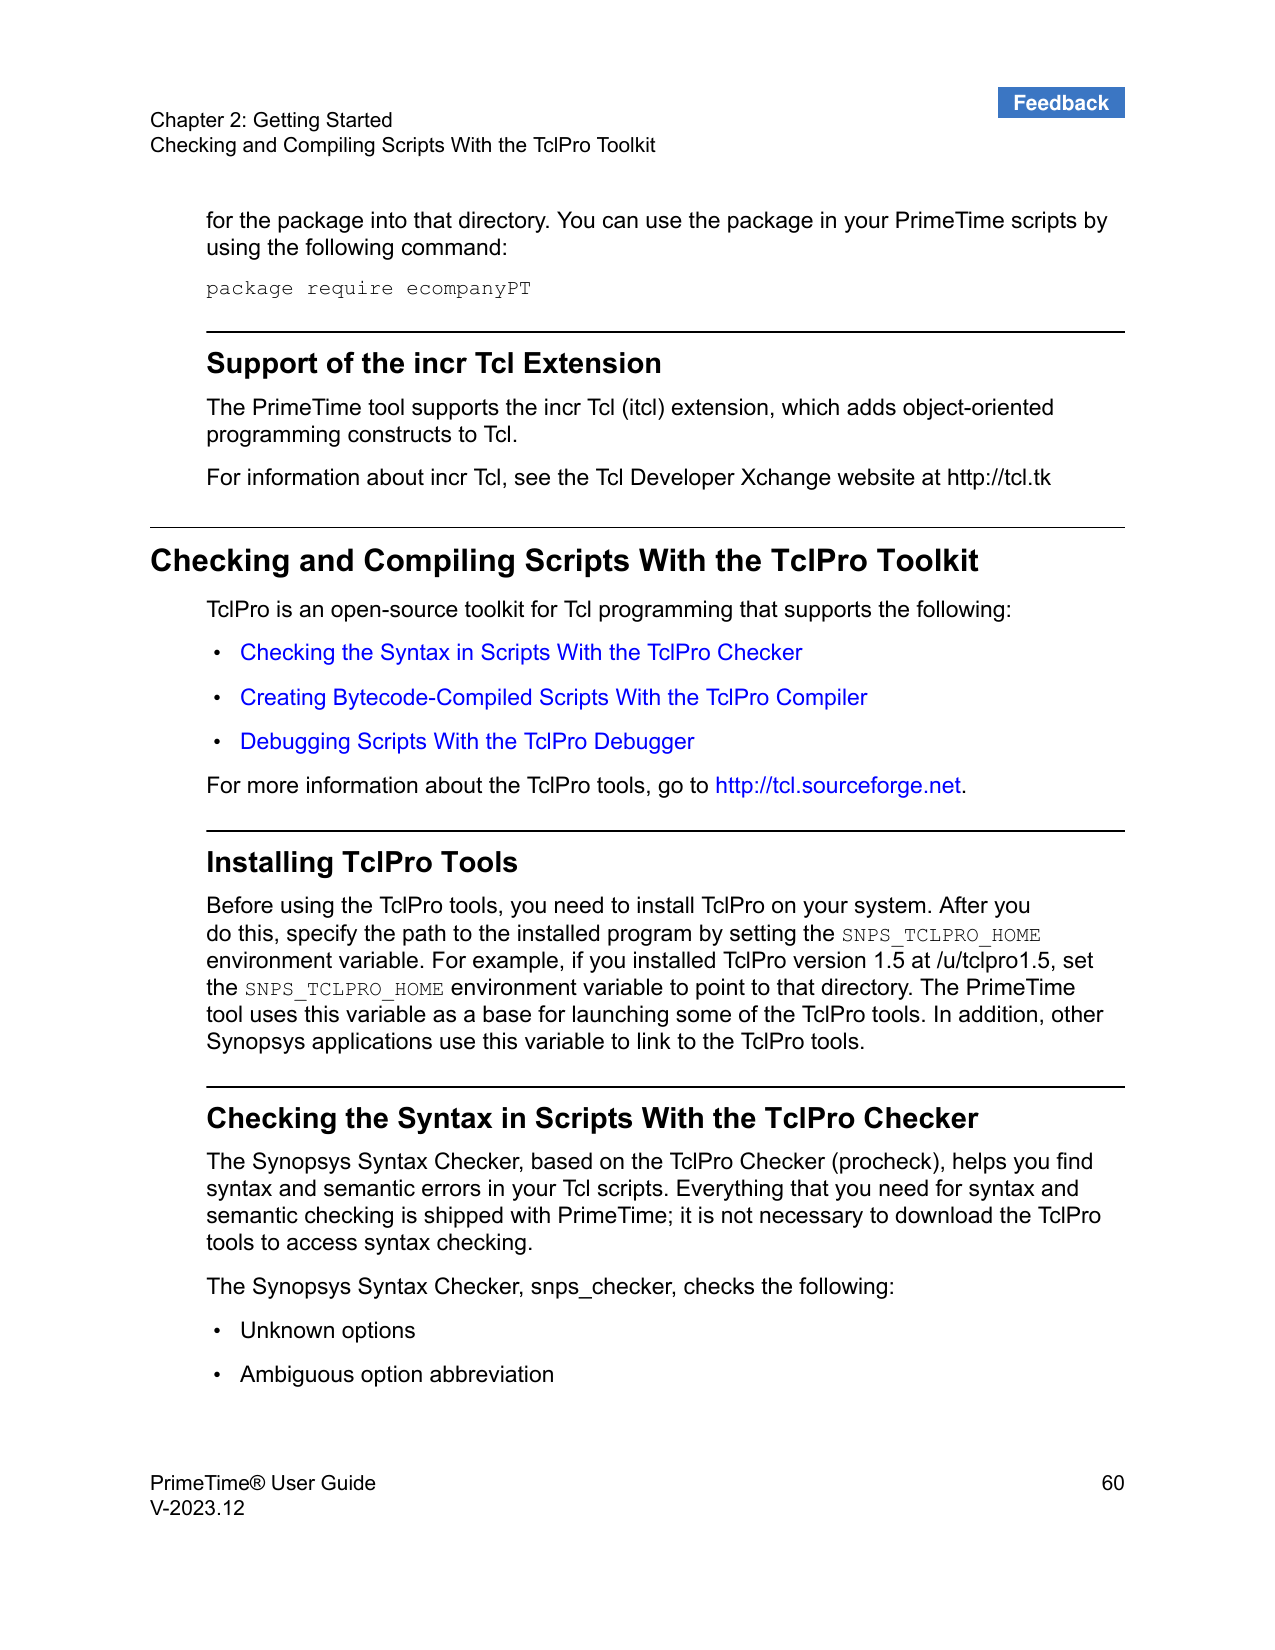 Feedback
Chapter 2: Getting Started
Checking and Compiling Scripts With the TclPro Toolkit
for the package into that directory. You can use the package in your PrimeTime scripts by
using the following command:
package require ecompanyPT
Support of the incr Tcl Extension
The PrimeTime tool supports the incr Tcl (itcl) extension, which adds object-oriented
programming constructs to Tcl.
For information about incr Tcl, see the Tcl Developer Xchange website at http://tcl.tk
Checking and Compiling Scripts With the TclPro Toolkit
TclPro is an open-source toolkit for Tcl programming that supports the following:
• Checking the Syntax in Scripts With the TclPro Checker
• Creating Bytecode-Compiled Scripts With the TclPro Compiler
• Debugging Scripts With the TclPro Debugger
For more information about the TclPro tools, go to http://tcl.sourceforge.net.
Installing TclPro Tools
Before using the TclPro tools, you need to install TclPro on your system. After you
do this, specify the path to the installed program by setting the SNPS_TCLPRO_HOME
environment variable. For example, if you installed TclPro version 1.5 at /u/tclpro1.5, set
the SNPS_TCLPRO_HOME environment variable to point to that directory. The PrimeTime
tool uses this variable as a base for launching some of the TclPro tools. In addition, other
Synopsys applications use this variable to link to the TclPro tools.
Checking the Syntax in Scripts With the TclPro Checker
The Synopsys Syntax Checker, based on the TclPro Checker (procheck), helps you find
syntax and semantic errors in your Tcl scripts. Everything that you need for syntax and
semantic checking is shipped with PrimeTime; it is not necessary to download the TclPro
tools to access syntax checking.
The Synopsys Syntax Checker, snps_checker, checks the following:
• Unknown options
• Ambiguous option abbreviation
PrimeTime® User Guide 60
V-2023.12